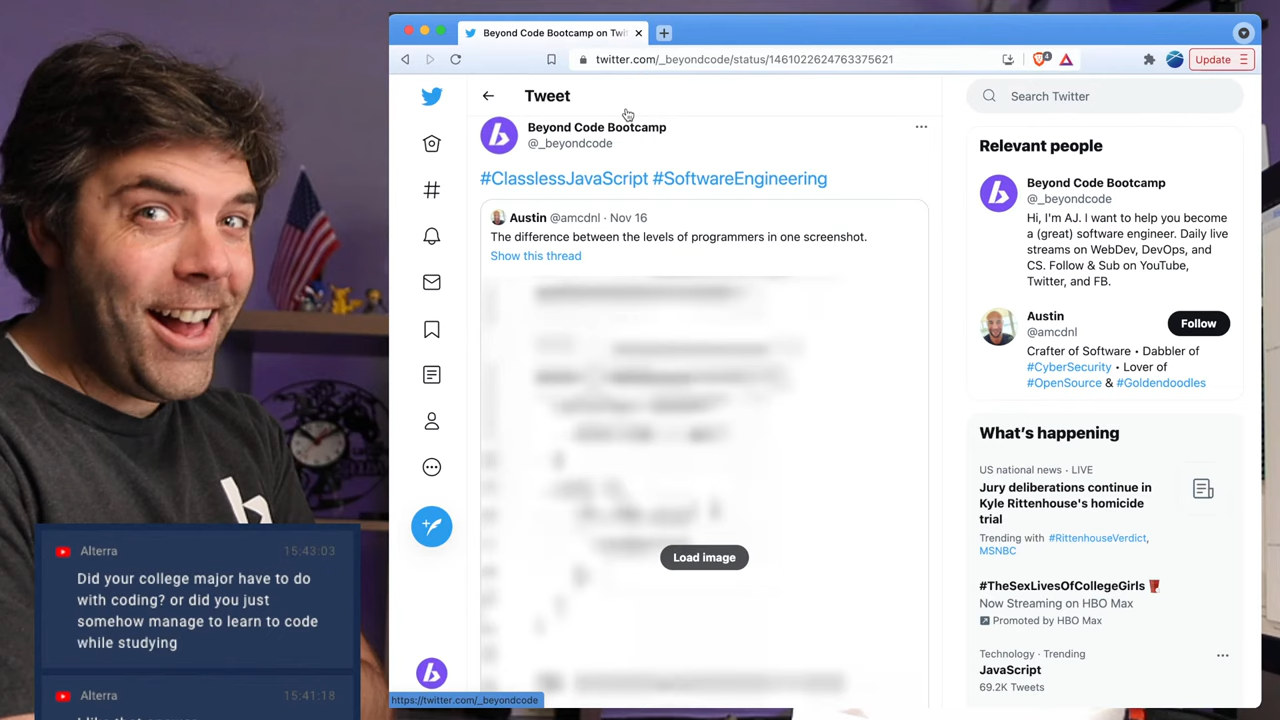 Beyond Code Bootcamp on Twi
twitter.com/_beyondcode/status/1461022624763375621
4
Update
Tweet
Search Twitter
Beyond Code Bootcamp
@_beyondcode
#ClasslessJavaScript #SoftwareEngineering
Austin @amcdnl · Nov 16
The difference between the levels of programmers in one screenshot.
Show this thread
Load image
Relevant people
Beyond Code Bootcamp
@_beyondcode
Hi, I'm AJ. I want to help you become
a (great) software engineer. Daily live
streams on WebDev, DevOps, and
CS. Follow & Sub on YouTube,
Twitter, and FB.
Austin
@amcdnl
Follow
Crafter of Software • Dabbler of
#CyberSecurity • Lover of
#OpenSource & #Goldendoodles
What's happening
US national news · LIVE
Jury deliberations continue in
Kyle Rittenhouse's homicide
trial
Trending with #RittenhouseVerdict,
MSNBC
#TheSexLivesOfCollegeGirls
Now Streaming on HBO Max
Promoted by HBO Max
Technology · Trending
JavaScript
69.2K Tweets
https://twitter.com/_beyondcode
Alterra 15:43:03
Did your college major have to do
with coding? or did you just
somehow manage to learn to code
while studying
Alterra 15:41:18